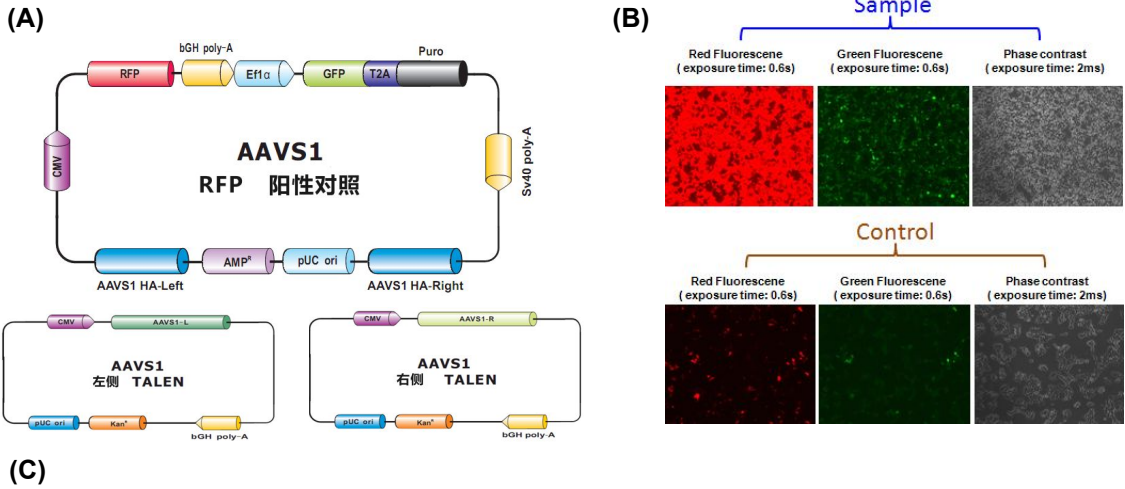 (A)
bGH poly-A
Puro
RFP
Ef1α
GFP
T2A
CMV
AAVS1
RFP 阳性对照
Sv40 poly-A
AAVS1 HA-Left
AMPᴿ
pUC ori
AAVS1 HA-Right
CMV
AAVS1-L
AAVS1
左侧 TALEN
pUC ori
Kanᴿ
bGH poly-A
CMV
AAVS1-R
AAVS1
右侧 TALEN
pUC ori
Kanᴿ
bGH poly-A
(B)
Sample
Red Fluorescene
( exposure time: 0.6s)
Green Fluorescene
( exposure time: 0.6s)
Phase contrast
( exposure time: 2ms)
Control
Red Fluorescene
( exposure time: 0.6s)
Green Fluorescene
( exposure time: 0.6s)
Phase contrast
( exposure time: 2ms)
(C)